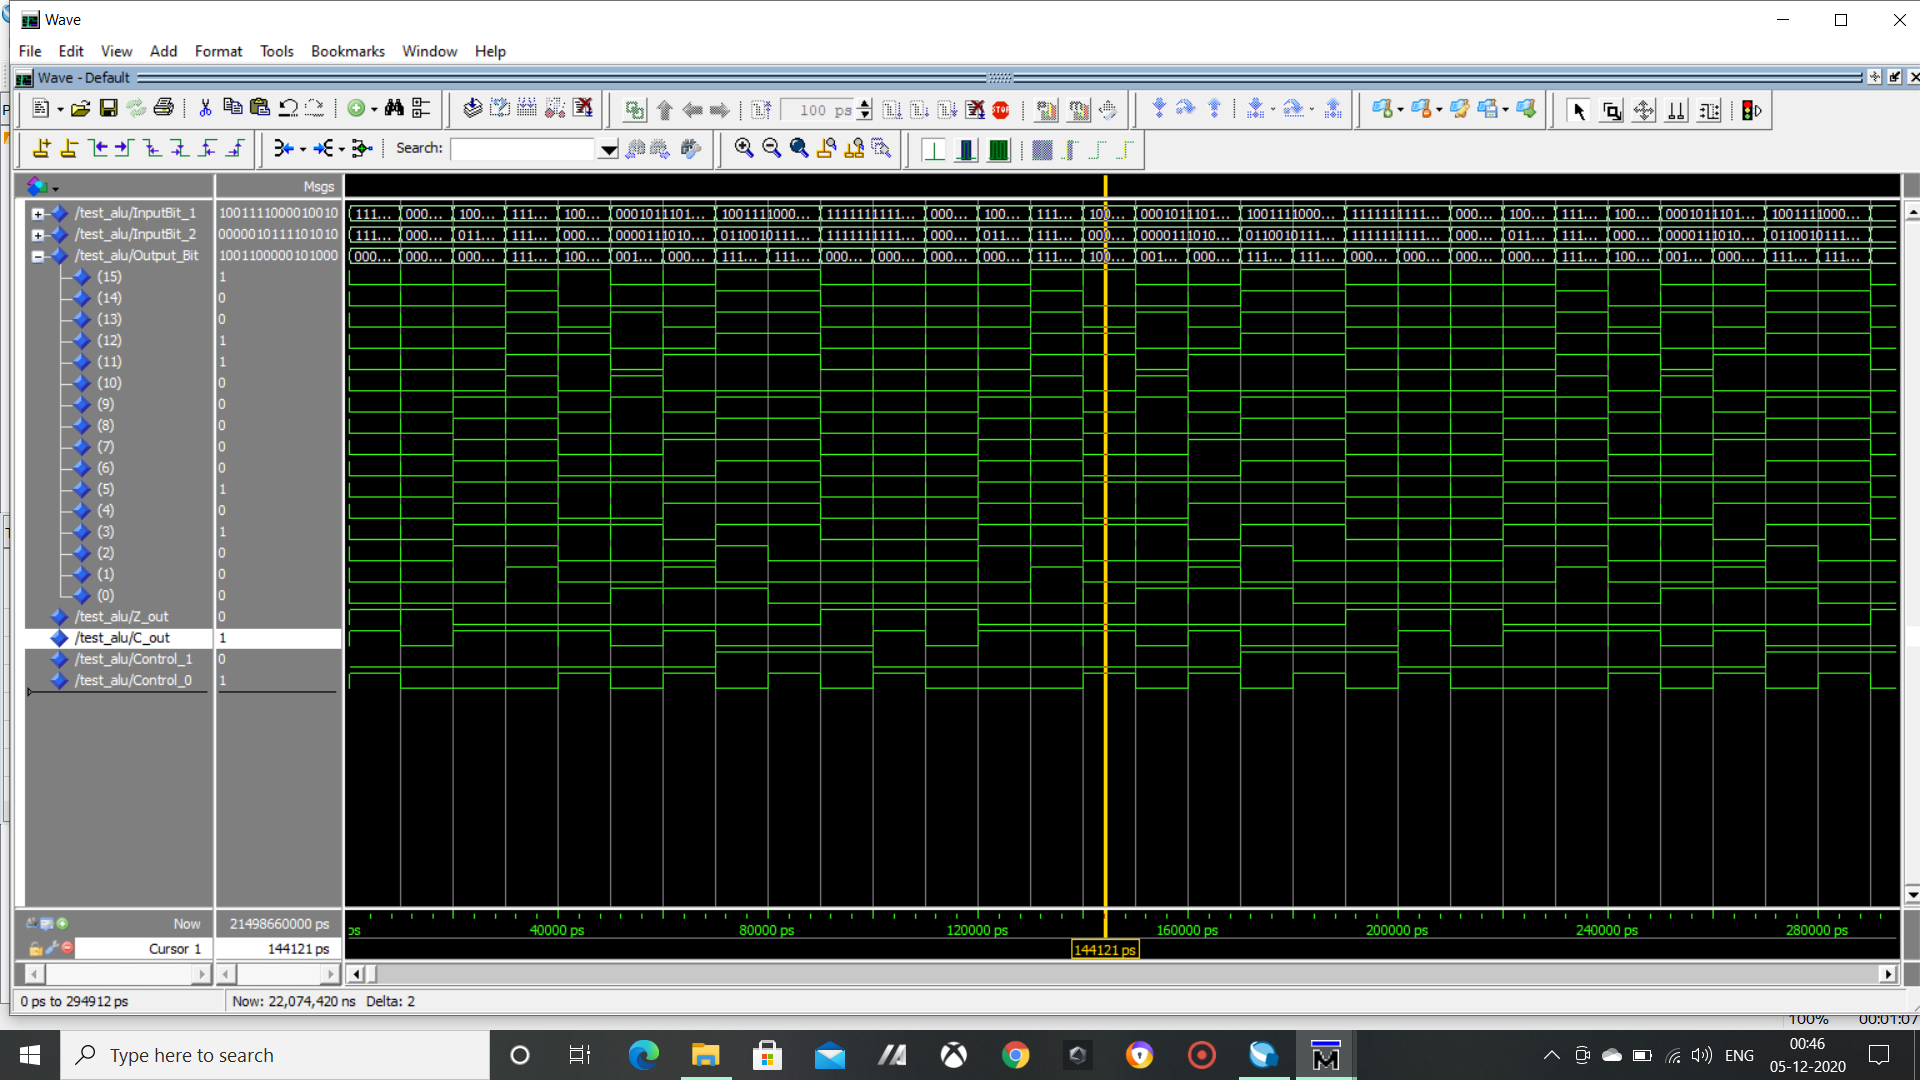 Wave
File Edit View Add Format Tools Bookmarks Window Help
Wave - Default
100 ps
Search:
Msgs
/test_alu/InputBit_1 1001111000010010 111... 000... 100... 111... 100... 0001011101... 1001111000... 1111111111... 000... 100... 111... 100... 0001011101... 1001111000... 1111111111... 000... 100... 111... 100... 0001011101... 1001111000...
/test_alu/InputBit_2 0000010111101010 111... 000... 011... 111... 000... 0000111010... 0110010111... 1111111111... 000... 011... 111... 000... 0000111010... 0110010111... 1111111111... 000... 011... 111... 000... 0000111010... 0110010111...
/test_alu/Output_Bit 1001100000101000 000... 000... 000... 111... 100... 001... 000... 111... 111... 000... 000... 000... 000... 111... 100... 001... 000... 111... 111... 000... 000... 000... 000... 111... 100... 001... 000... 111... 111...
(15) 1
(14) 0
(13) 0
(12) 1
(11) 1
(10) 0
(9) 0
(8) 0
(7) 0
(6) 0
(5) 1
(4) 0
(3) 1
(2) 0
(1) 0
(0) 0
/test_alu/Z_out 0
/test_alu/C_out 1
/test_alu/Control_1 0
/test_alu/Control_0 1
Now 21498660000 ps ps 40000 ps 80000 ps 120000 ps 160000 ps 200000 ps 240000 ps 280000 ps
Cursor 1 144121 ps 144121 ps
0 ps to 294912 ps Now: 22,074,420 ns Delta: 2
100% 00:01:07
Type here to search
ENG
00:46
05-12-2020